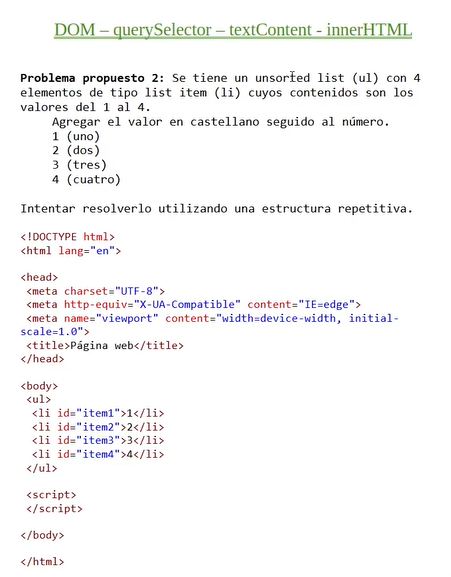 DOM – querySelector – textContent - innerHTML
Problema propuesto 2: Se tiene un unsorted list (ul) con 4
elementos de tipo list item (li) cuyos contenidos son los
valores del 1 al 4.
Agregar el valor en castellano seguido al número.
1 (uno)
2 (dos)
3 (tres)
4 (cuatro)
Intentar resolverlo utilizando una estructura repetitiva.
<!DOCTYPE html>
<html lang="en">
<head>
<meta charset="UTF-8">
<meta http-equiv="X-UA-Compatible" content="IE=edge">
<meta name="viewport" content="width=device-width, initial-
scale=1.0">
<title>Página web</title>
</head>
<body>
<ul>
<li id="item1">1</li>
<li id="item2">2</li>
<li id="item3">3</li>
<li id="item4">4</li>
</ul>
<script>
</script>
</body>
</html>